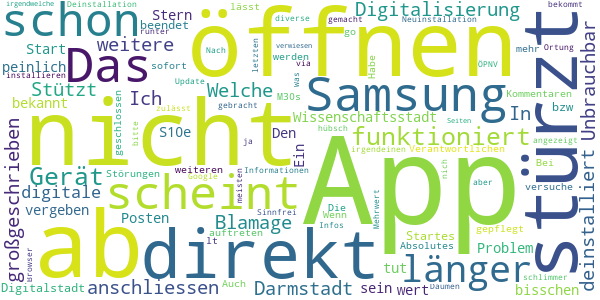 schon
öffnen
Digitalisierung
Stern
beendet
diverse
Deinstallation
irgendwelche
runter
lässt
gemacht
Neuinstallation
bekommt
Ortung
go
ÖPNV
via
verwiesen
mehr
weitere
Das
Start
peinlich
sofort
installieren
Nach
Update
letzten
was
werden
Habe
Kommentaren
bzw
Stützt
Welche
Samsung
bekannt
Ich
zulässt
gebracht
M30s
Wissenschaftsstadt
In
Unbrauchbar
stürzt
deinstalliert
nicht
geschlossen
bitte
S10e
Den
Ein
ja
hübsch
Seiten
funktioniert
angezeigt
Bei
versuche
großgeschrieben
Gerät
Störungen
weiteren
Google
Informationen
meisten
irgendeinem
Verantwortlichen
nich
aber
App
digitale
scheint
vergeben
Posten
Blamage
Sinnfrei
Die
Wenn
Infos
Mehrwert
Startes
Absolutes
gepflegt
Problem
Daumen
schlimmer
bisschen
ab
direkt
auftreten
lt
Auch
länger
tut
sein
wert
Browser
Digitalstadt
anschliessen
Darmstadt